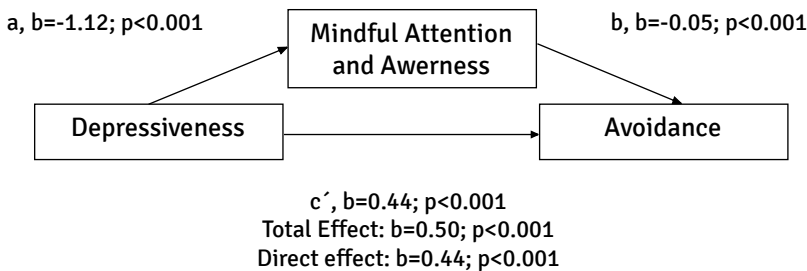 a, b=-1.12; p<0.001
Mindful Attention
and Awerness
b, b=-0.05; p<0.001
Depressiveness
Avoidance
c´, b=0.44; p<0.001
Total Effect: b=0.50; p<0.001
Direct effect: b=0.44; p<0.001